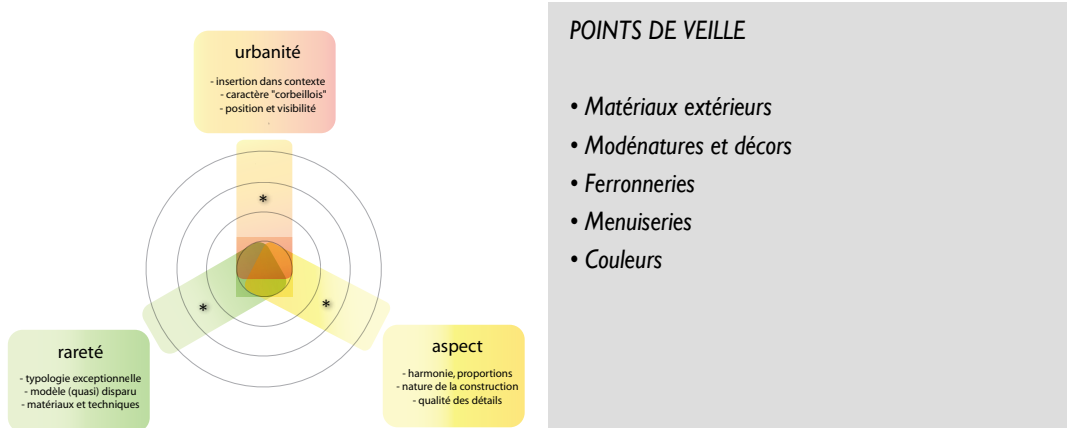 urbanité
- insertion dans contexte
- caractère "corbeillois"
- position et visibilité
*
*
*
rareté
- typologie exceptionnelle
- modèle (quasi) disparu
- matériaux et techniques
aspect
- harmonie, proportions
- nature de la construction
- qualité des détails
POINTS DE VEILLE
• Matériaux extérieurs
• Modénatures et décors
• Ferronneries
• Menuiseries
• Couleurs